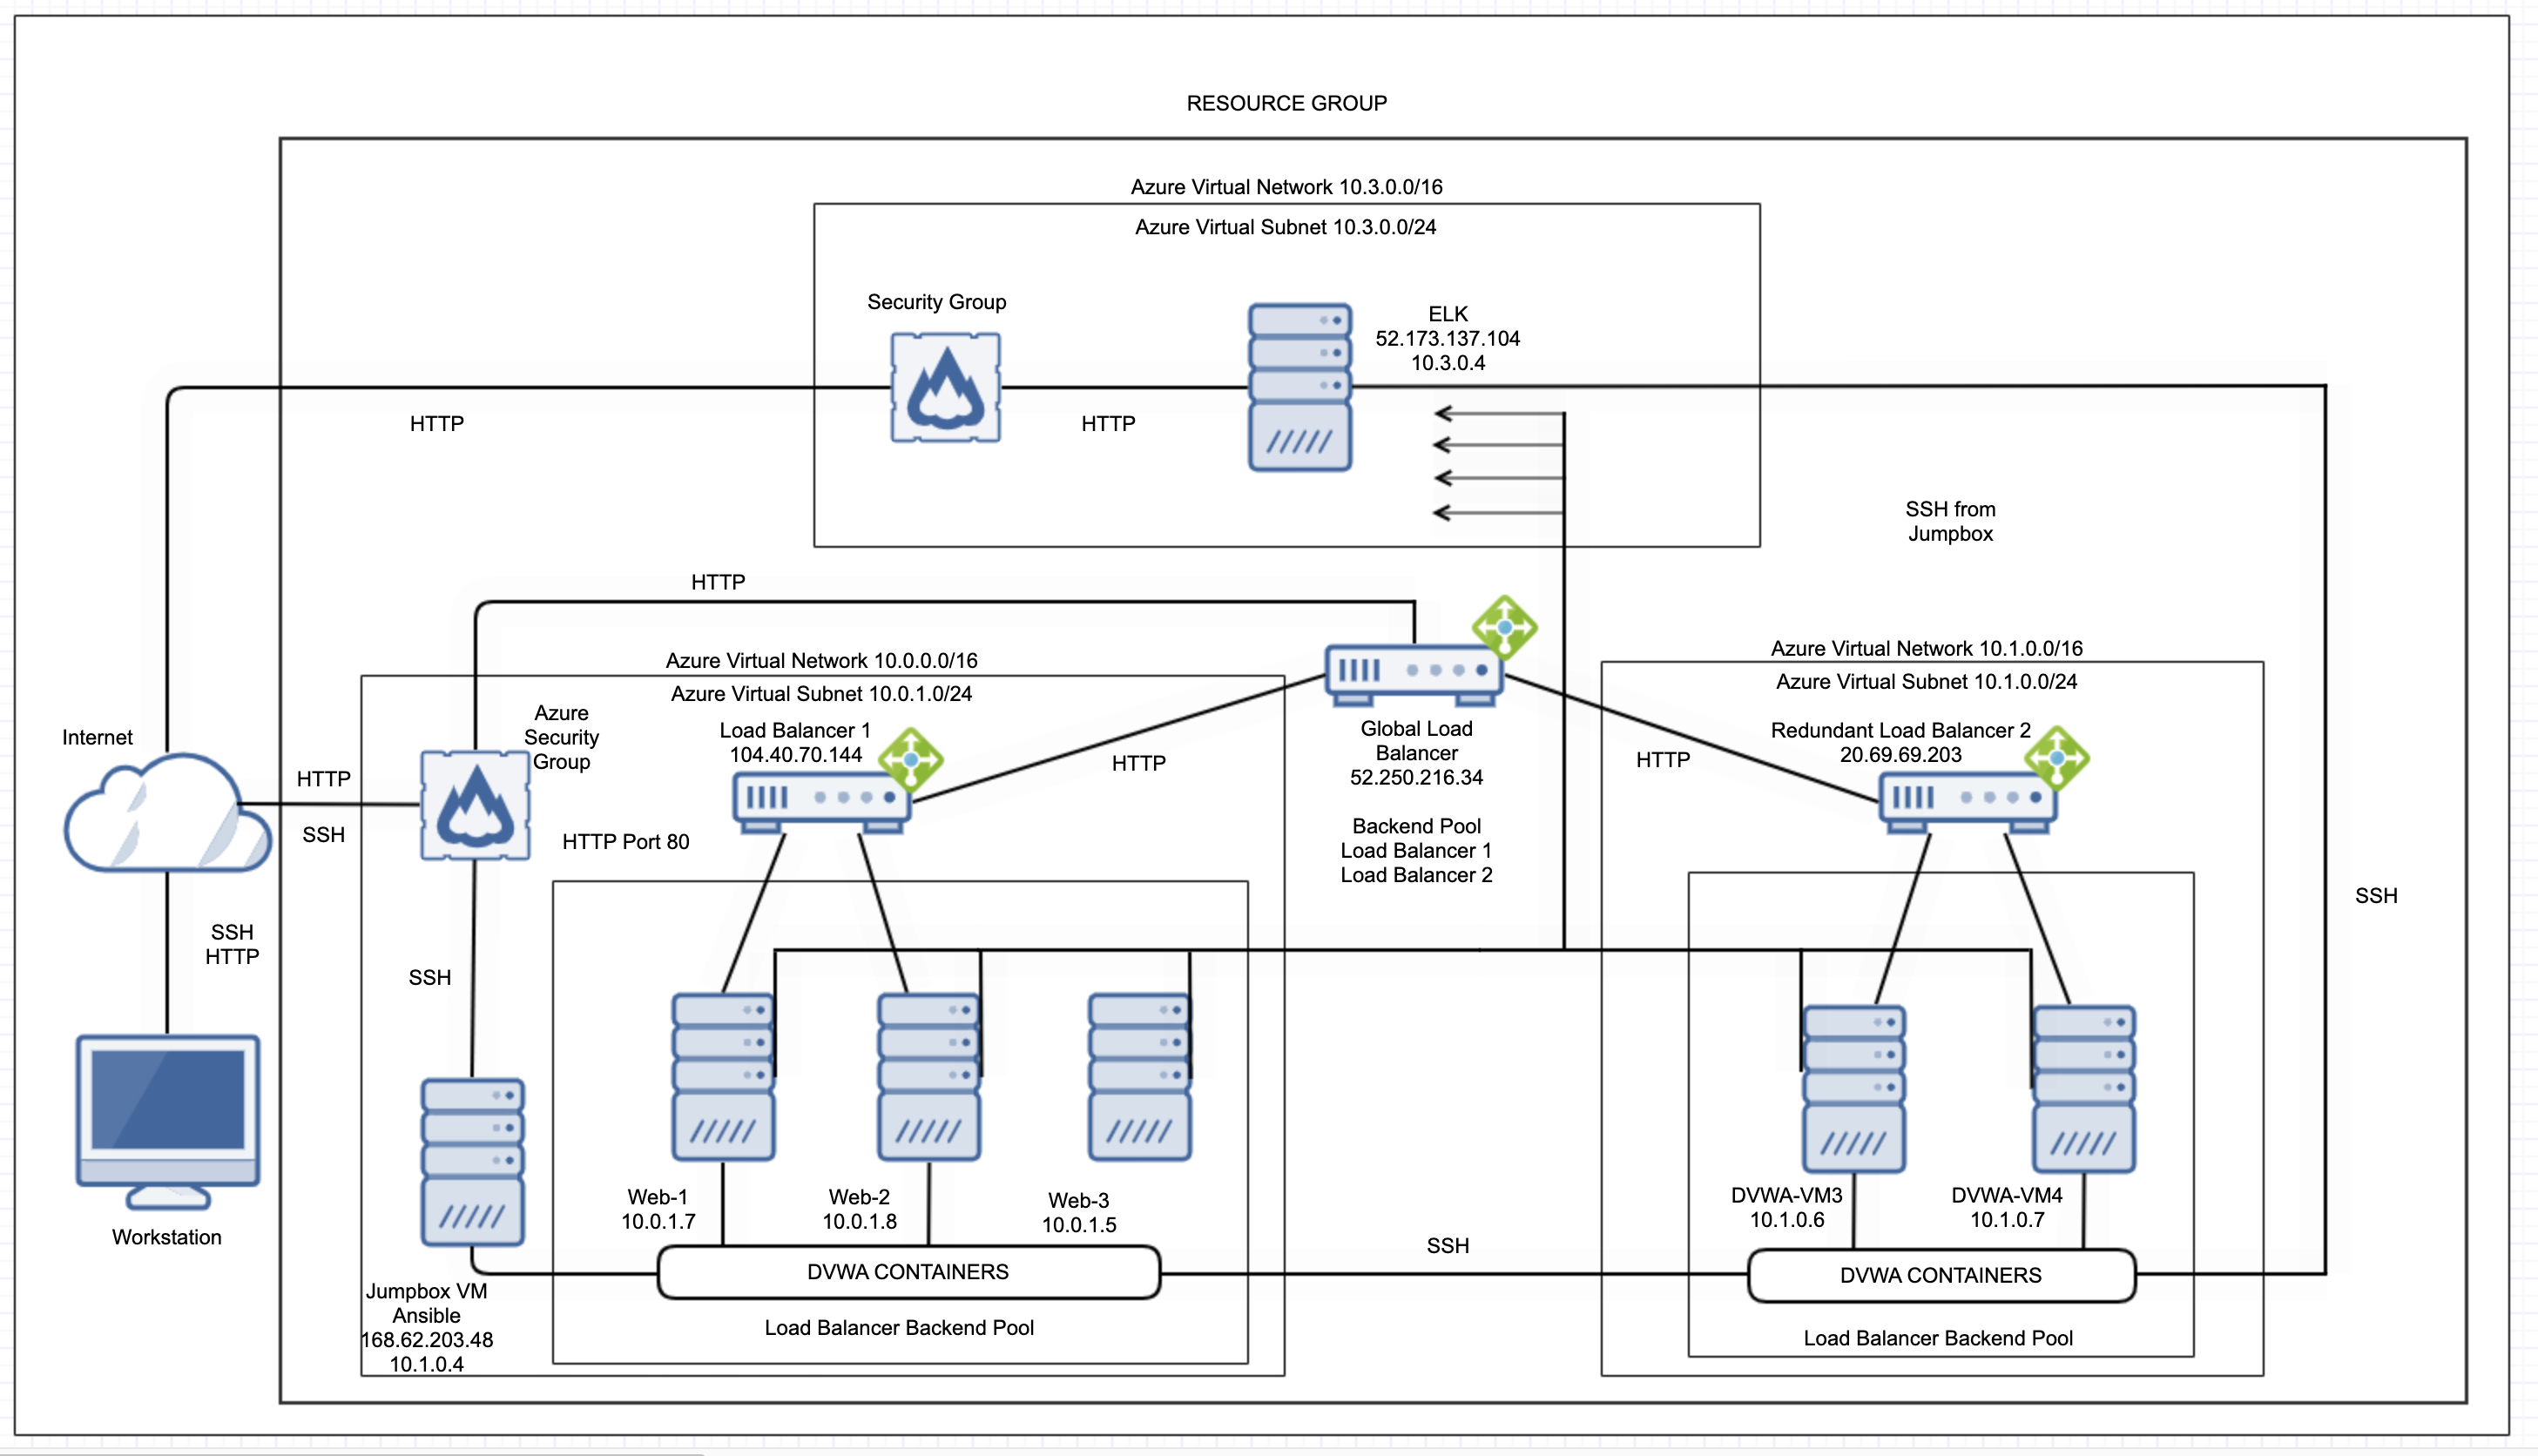 RESOURCE GROUP
Azure Virtual Network 10.3.0.0/16
Azure Virtual Subnet 10.3.0.0/24
Security Group
ELK
52.173.137.104
10.3.0.4
HTTP
HTTP
SSH from
Jumpbox
HTTP
Azure Virtual Network 10.0.0.0/16
Azure Virtual Subnet 10.0.1.0/24
Azure Virtual Network 10.1.0.0/16
Azure Virtual Subnet 10.1.0.0/24
Internet
Azure
Security
Group
Load Balancer 1
104.40.70.144
Global Load
Balancer
52.250.216.34
Redundant Load Balancer 2
20.69.69.203
HTTP
SSH
HTTP
HTTP
HTTP Port 80
Backend Pool
Load Balancer 1
Load Balancer 2
SSH
SSH
HTTP
SSH
Web-1
10.0.1.7
Web-2
10.0.1.8
Web-3
10.0.1.5
DVWA-VM3
10.1.0.6
DVWA-VM4
10.1.0.7
Workstation
SSH
DVWA CONTAINERS
DVWA CONTAINERS
Jumpbox VM
Ansible
168.62.203.48
10.1.0.4
Load Balancer Backend Pool
Load Balancer Backend Pool